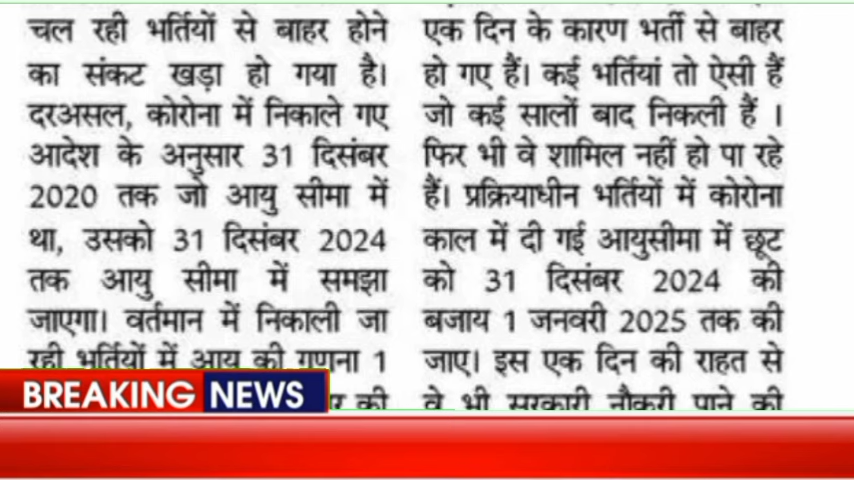 चल रही भर्तियों से बाहर होने
का संकट खड़ा हो गया है।
दरअसल, कोरोना में निकाले गए
आदेश के अनुसार 31 दिसंबर
2020 तक जो आयु सीमा में
था, उसको 31 दिसंबर 2024
तक आयु सीमा में समझा
जाएगा। वर्तमान में निकाली जा
रही भर्तियों में आयु की गणना 1
की
एक दिन के कारण भर्ती से बाहर
हो गए हैं। कई भर्तियां तो ऐसी हैं
जो कई सालों बाद निकली हैं ।
फिर भी वे शामिल नहीं हो पा रहे
हैं। प्रक्रियाधीन भर्तियों में कोरोना
काल में दी गई आयुसीमा में छूट
को 31 दिसंबर 2024 की
बजाय 1 जनवरी 2025 तक की
जाए। इस एक दिन की राहत से
वे भी सरकारी नौकरी पाने की
BREAKING NEWS